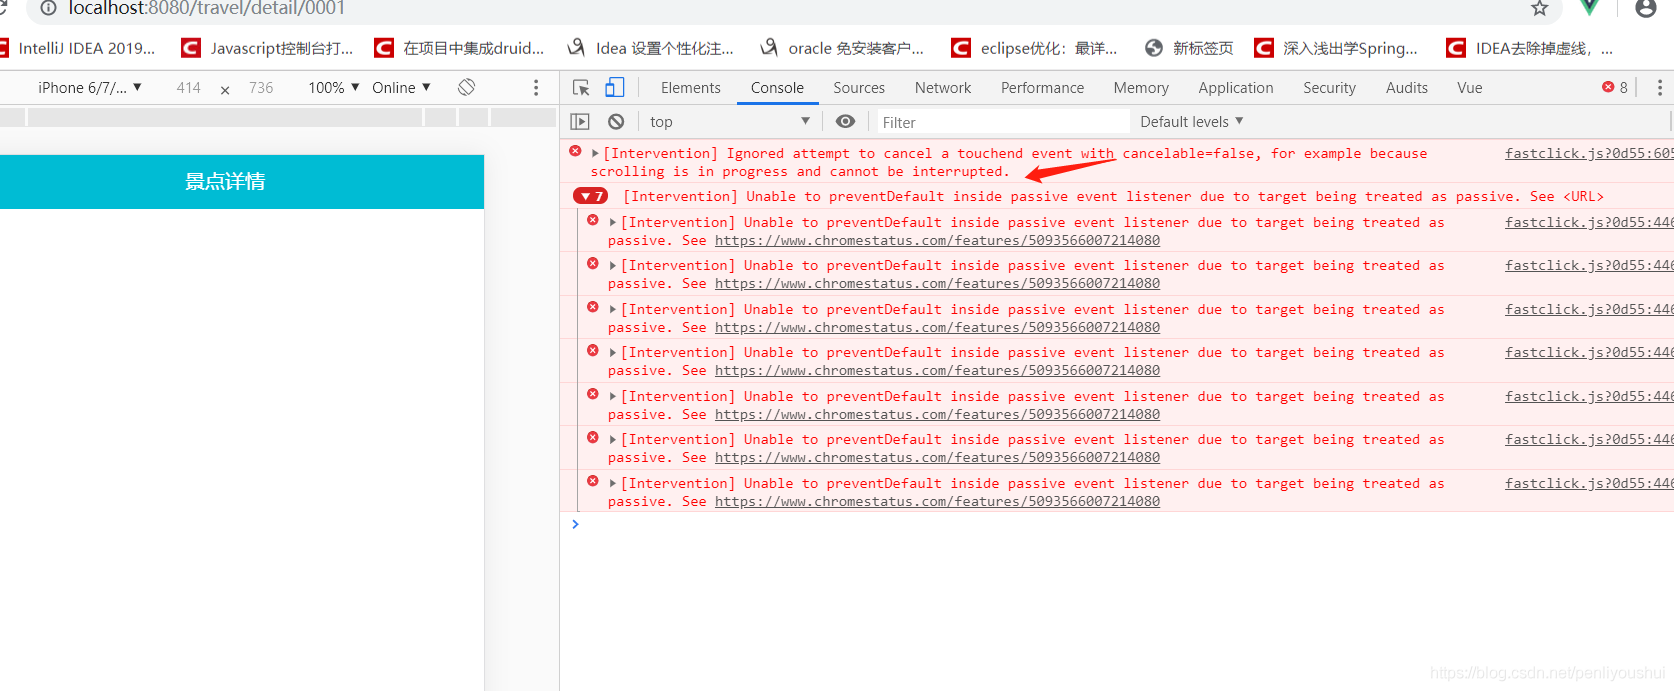 localhost:8080/travel/detail/0001
IntelliJ IDEA 2019... Javascript控制台打... 在项目中集成druid... Idea 设置个性化注... oracle 免安装客户... eclipse优化：最详... 新标签页 深入浅出学Spring... IDEA去除掉虚线，...
iPhone 6/7/... ▼ 414 × 736 100% ▼ Online ▼
Elements Console Sources Network Performance Memory Application Security Audits Vue 8
top ▼ Filter Default levels ▼
景点详情
[Intervention] Ignored attempt to cancel a touchend event with cancelable=false, for example because fastclick.js?0d55:605
scrolling is in progress and cannot be interrupted.
7 [Intervention] Unable to preventDefault inside passive event listener due to target being treated as passive. See <URL>
[Intervention] Unable to preventDefault inside passive event listener due to target being treated as fastclick.js?0d55:446
passive. See https://www.chromestatus.com/features/5093566007214080
[Intervention] Unable to preventDefault inside passive event listener due to target being treated as fastclick.js?0d55:446
passive. See https://www.chromestatus.com/features/5093566007214080
[Intervention] Unable to preventDefault inside passive event listener due to target being treated as fastclick.js?0d55:446
passive. See https://www.chromestatus.com/features/5093566007214080
[Intervention] Unable to preventDefault inside passive event listener due to target being treated as fastclick.js?0d55:446
passive. See https://www.chromestatus.com/features/5093566007214080
[Intervention] Unable to preventDefault inside passive event listener due to target being treated as fastclick.js?0d55:446
passive. See https://www.chromestatus.com/features/5093566007214080
[Intervention] Unable to preventDefault inside passive event listener due to target being treated as fastclick.js?0d55:446
passive. See https://www.chromestatus.com/features/5093566007214080
[Intervention] Unable to preventDefault inside passive event listener due to target being treated as fastclick.js?0d55:446
passive. See https://www.chromestatus.com/features/5093566007214080
https://blog.csdn.net/penliyoushui